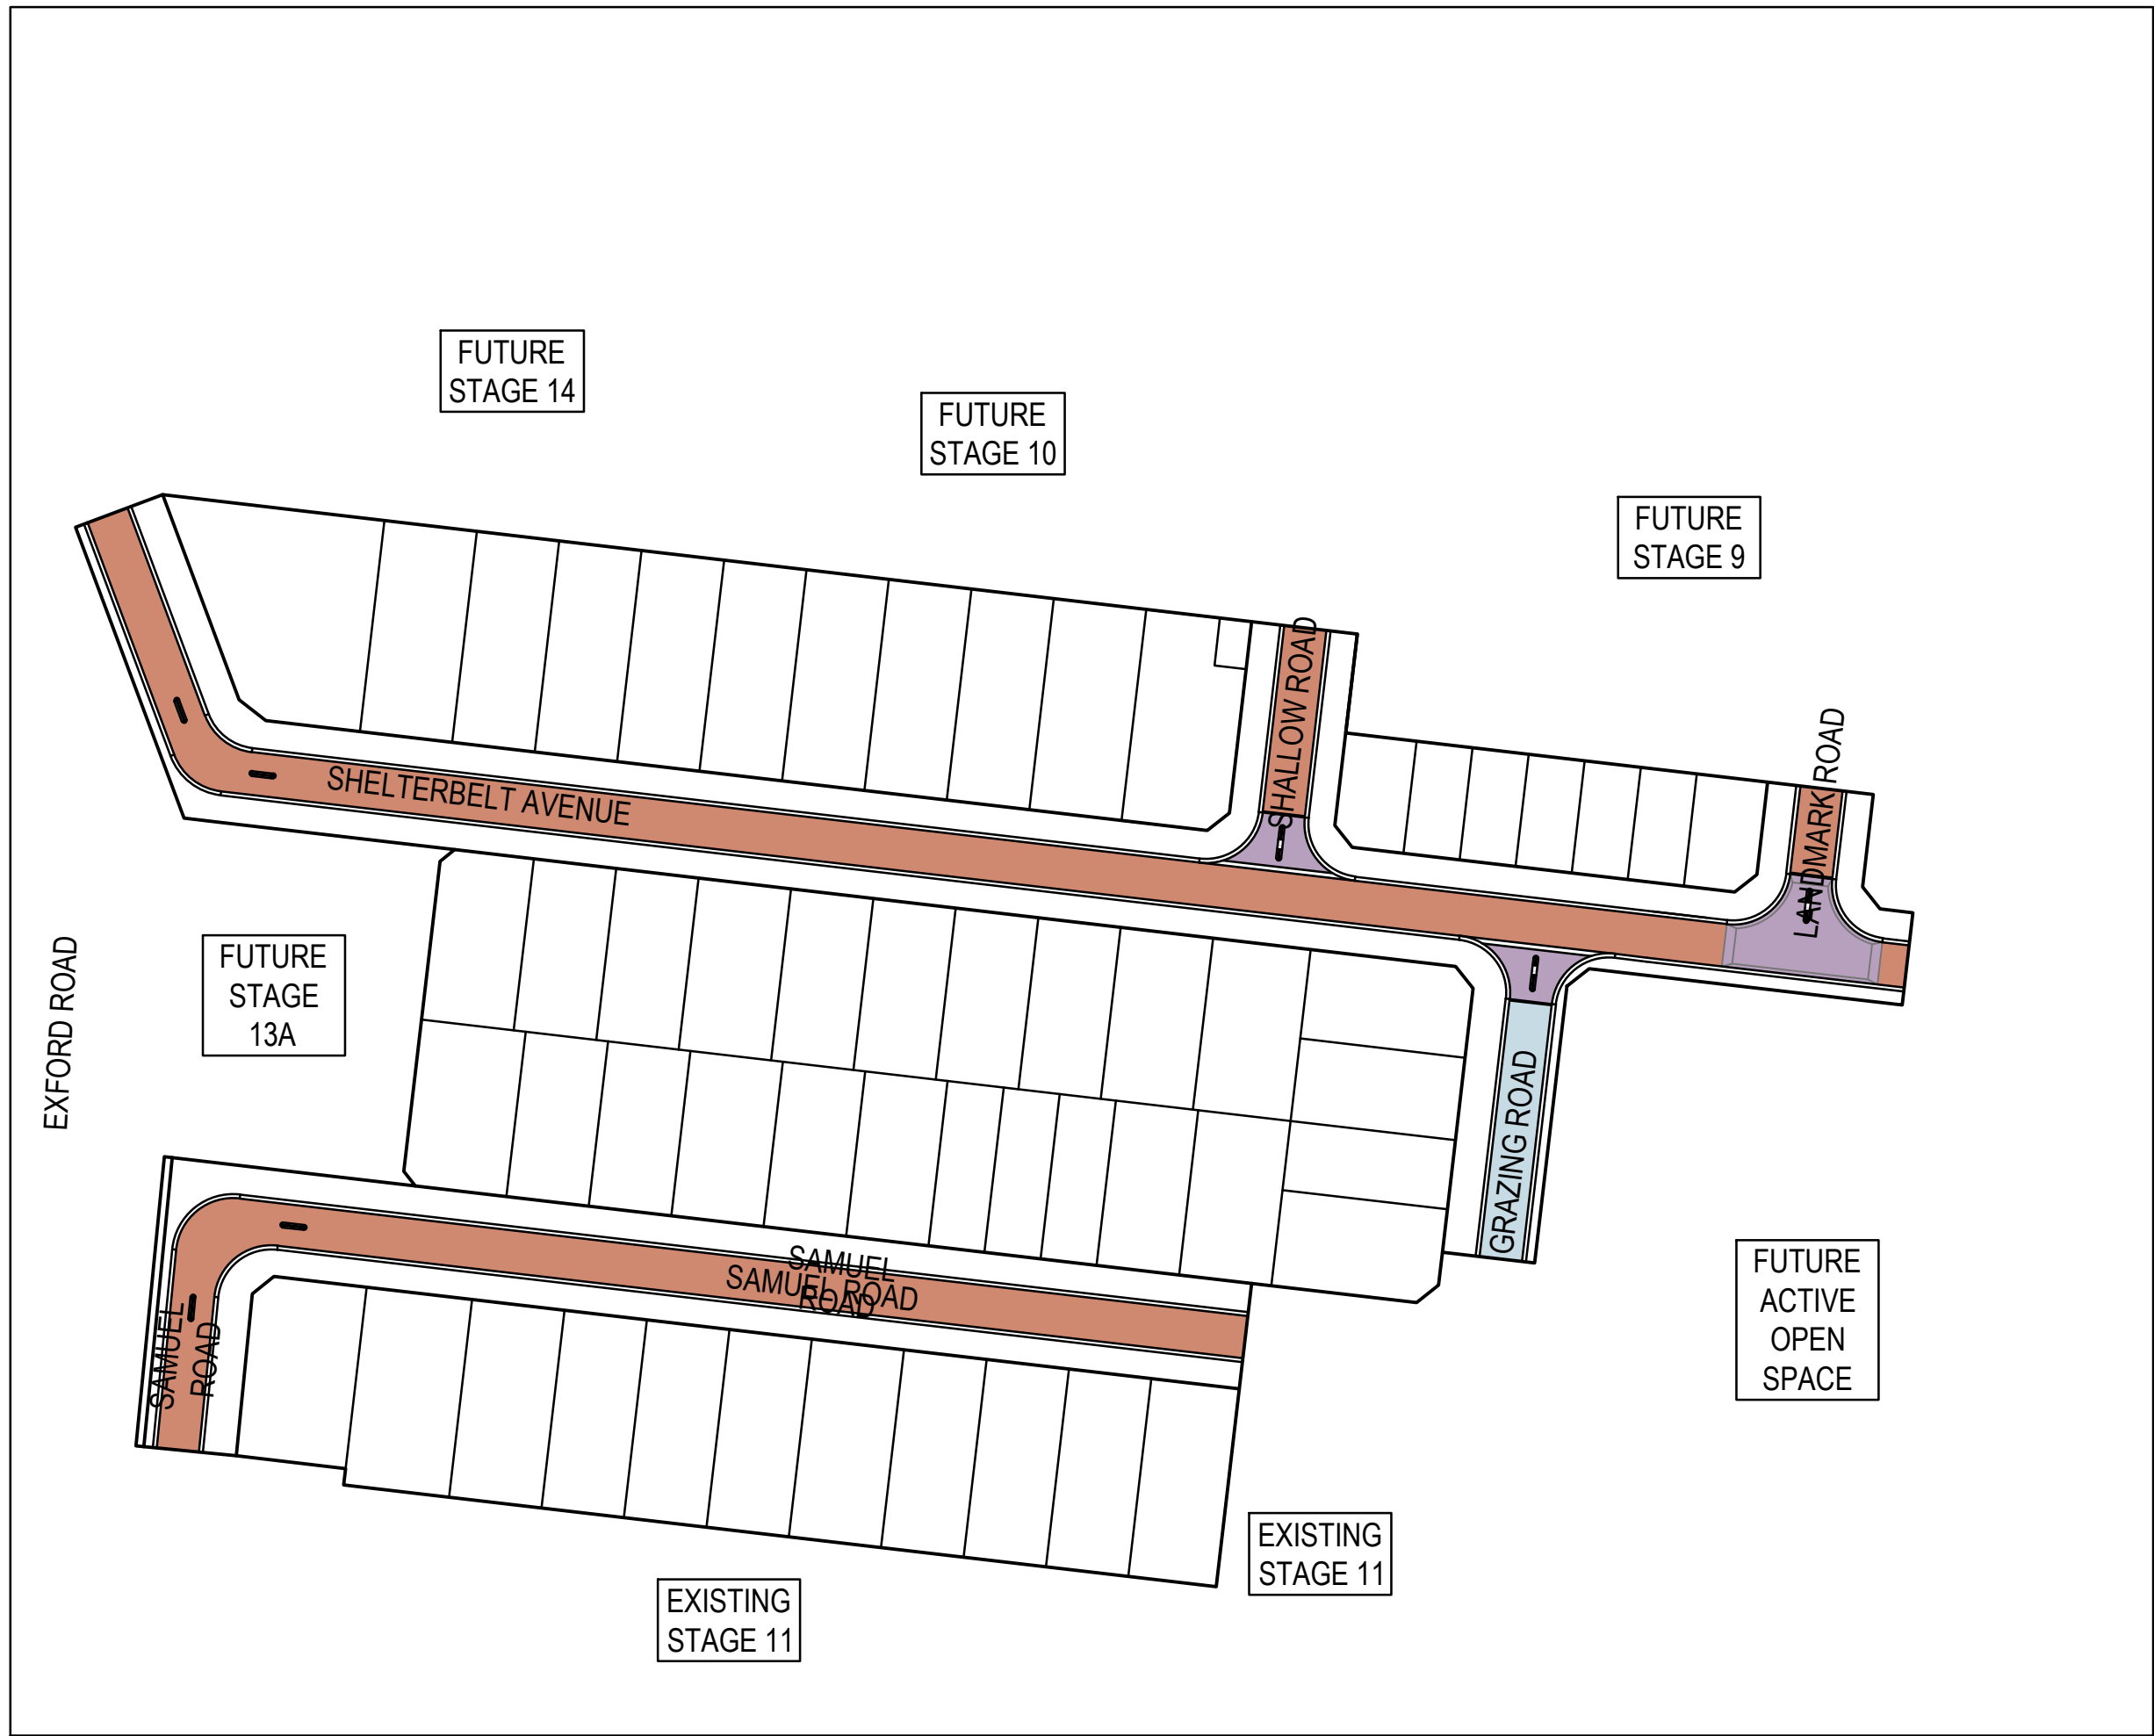 FUTURE
STAGE 14
FUTURE
STAGE 10
FUTURE
STAGE 9
SHALLOW ROAD
LANDMARK ROAD
SHELTERBELT AVENUE
EXFORD ROAD
FUTURE
STAGE
13A
GRAZING ROAD
SAMUEL
ROAD
SAMUEL ROAD
SAMUEL
ROAD
FUTURE
ACTIVE
OPEN
SPACE
EXISTING
STAGE 11
EXISTING
STAGE 11